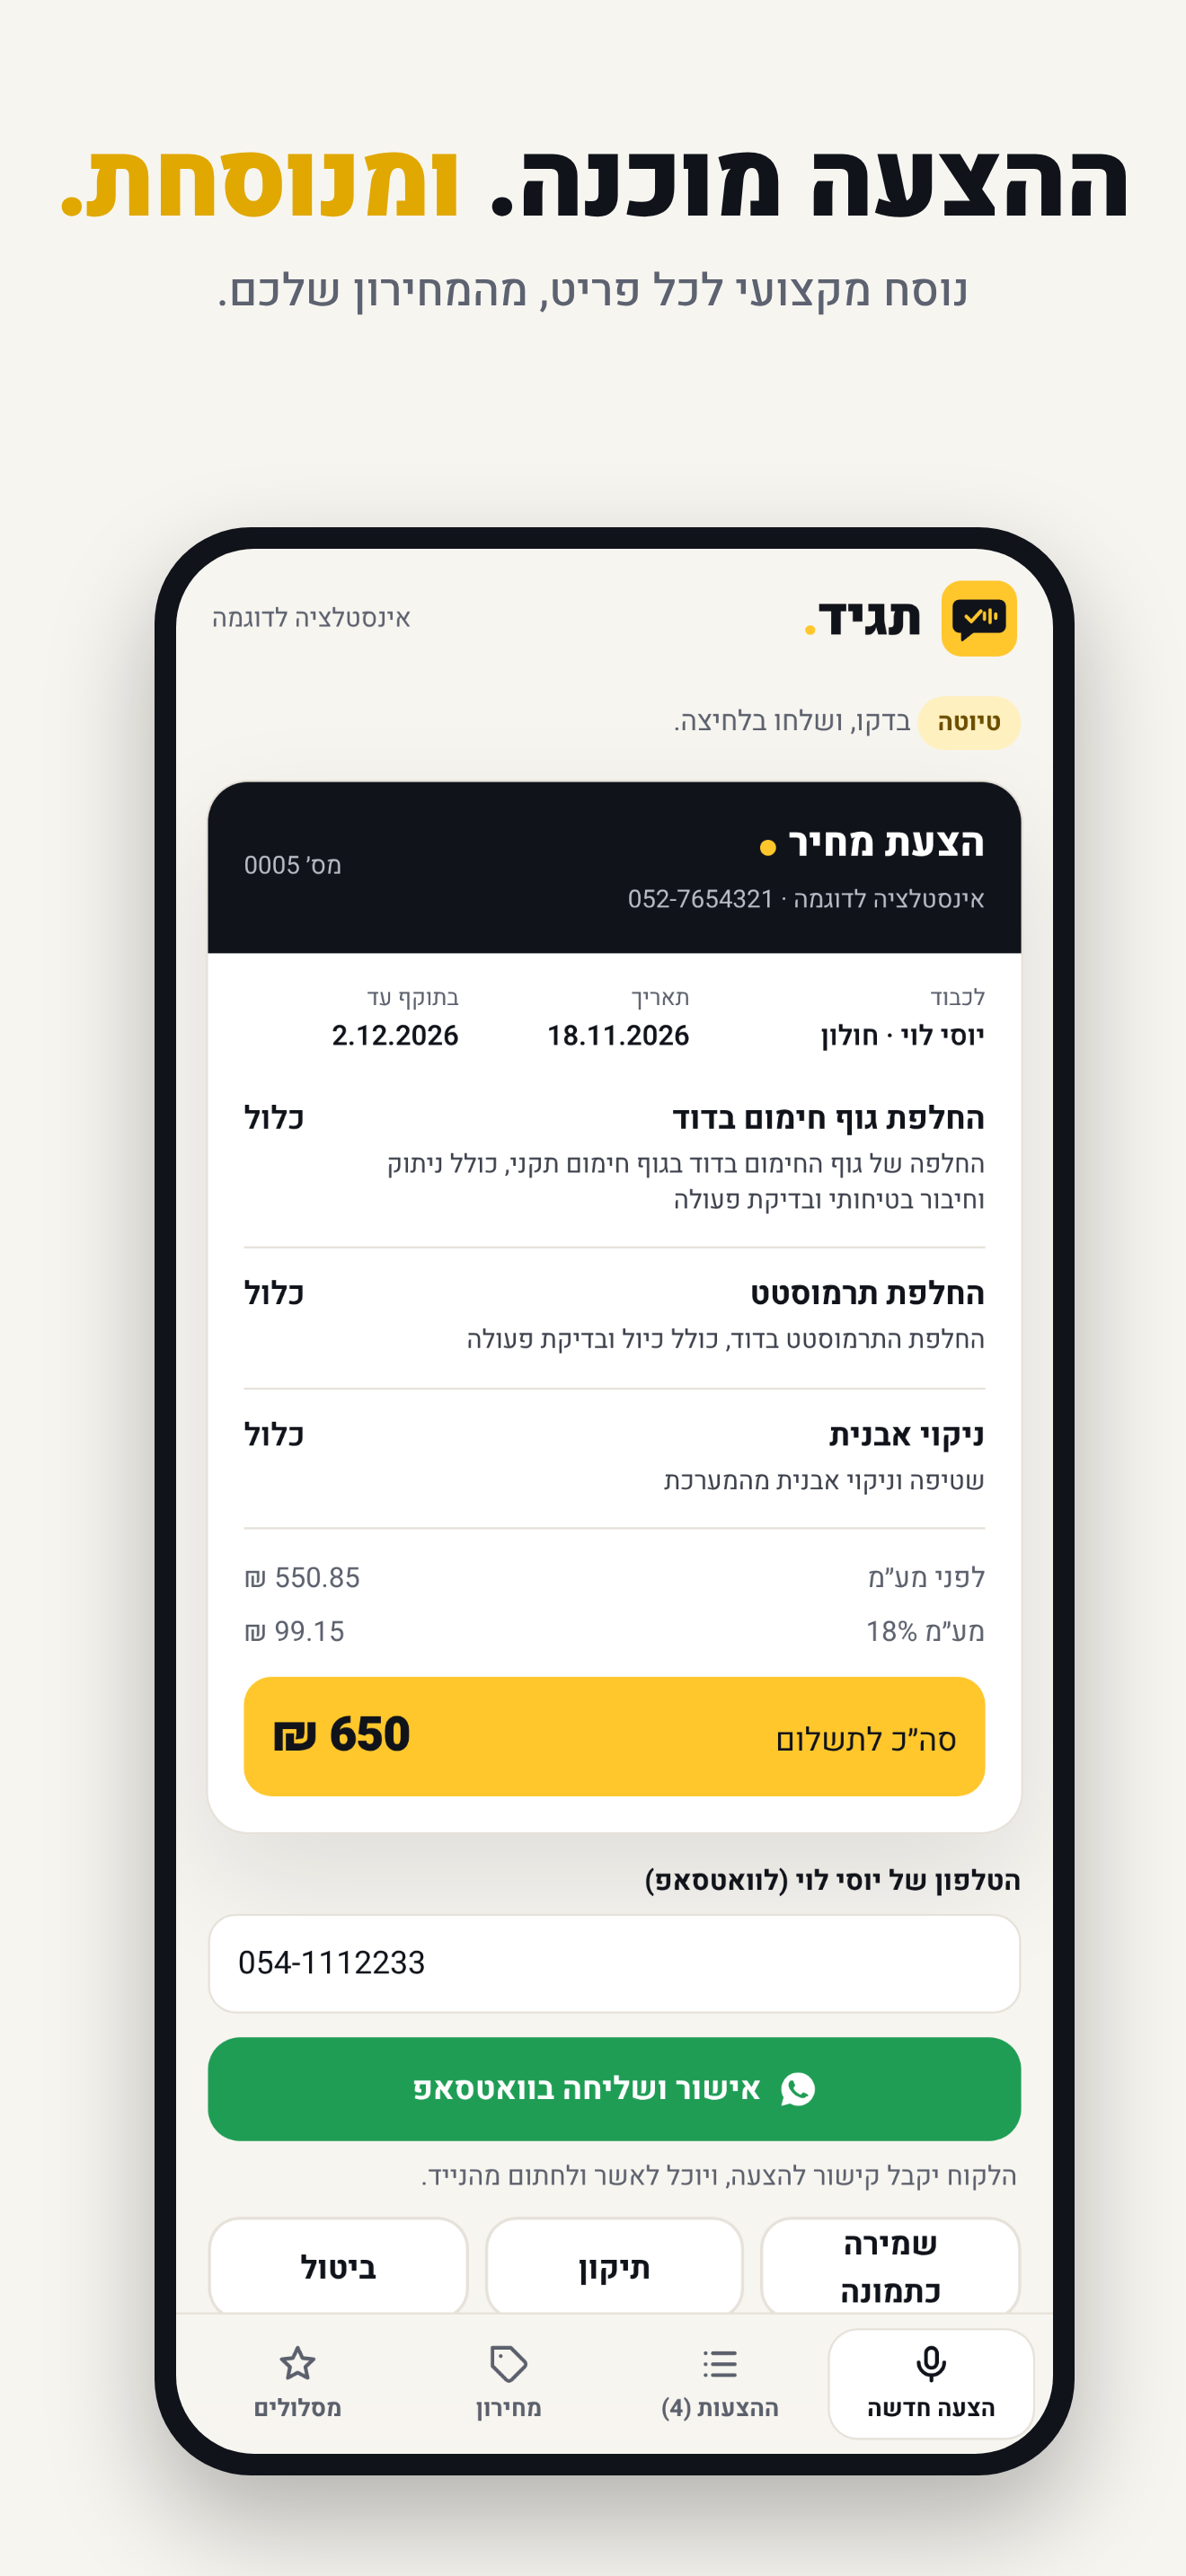 ההצעה מוכנה. ומנוסחת.
נוסח מקצועי לכל פריט, מהמחירון שלכם.
תגיד.
אינסטלציה לדוגמה
טיוטה בדקו, ושלחו בלחיצה.
הצעת מחיר
מס׳ 0005
אינסטלציה לדוגמה · 052-7654321
לכבוד תאריך בתוקף עד
יוסי לוי · חולון 18.11.2026 2.12.2026
החלפת גוף חימום בדוד כלול
החלפה של גוף החימום בדוד בגוף חימום תקני, כולל ניתוק
וחיבור בטיחותי ובדיקת פעולה
החלפת תרמוסטט כלול
החלפת התרמוסטט בדוד, כולל כיול ובדיקת פעולה
ניקוי אבנית כלול
שטיפה וניקוי אבנית מהמערכת
לפני מע״מ 550.85 ₪
מע״מ 18% 99.15 ₪
סה״כ לתשלום 650 ₪
הטלפון של יוסי לוי (לוואטסאפ)
054-1112233
אישור ושליחה בוואטסאפ
הלקוח יקבל קישור להצעה, ויוכל לאשר ולחתום מהנייד.
שמירה
כתמונה
תיקון
ביטול
הצעה חדשה ההצעות (4) מחירון מסלולים